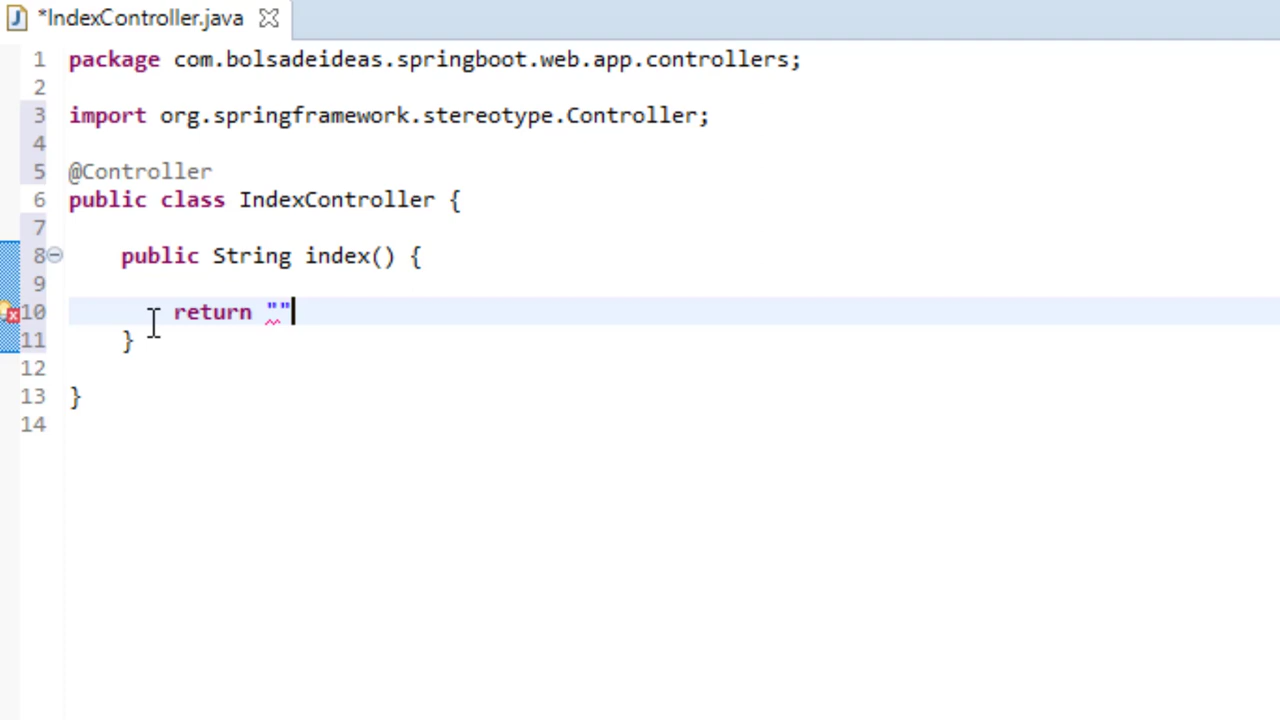 *IndexController.java
1 package com.bolsadeideas.springboot.web.app.controllers;
2
3 import org.springframework.stereotype.Controller;
4
5 @Controller
6 public class IndexController {
7
8 public String index() {
9
10 return ""
11 }
12
13 }
14